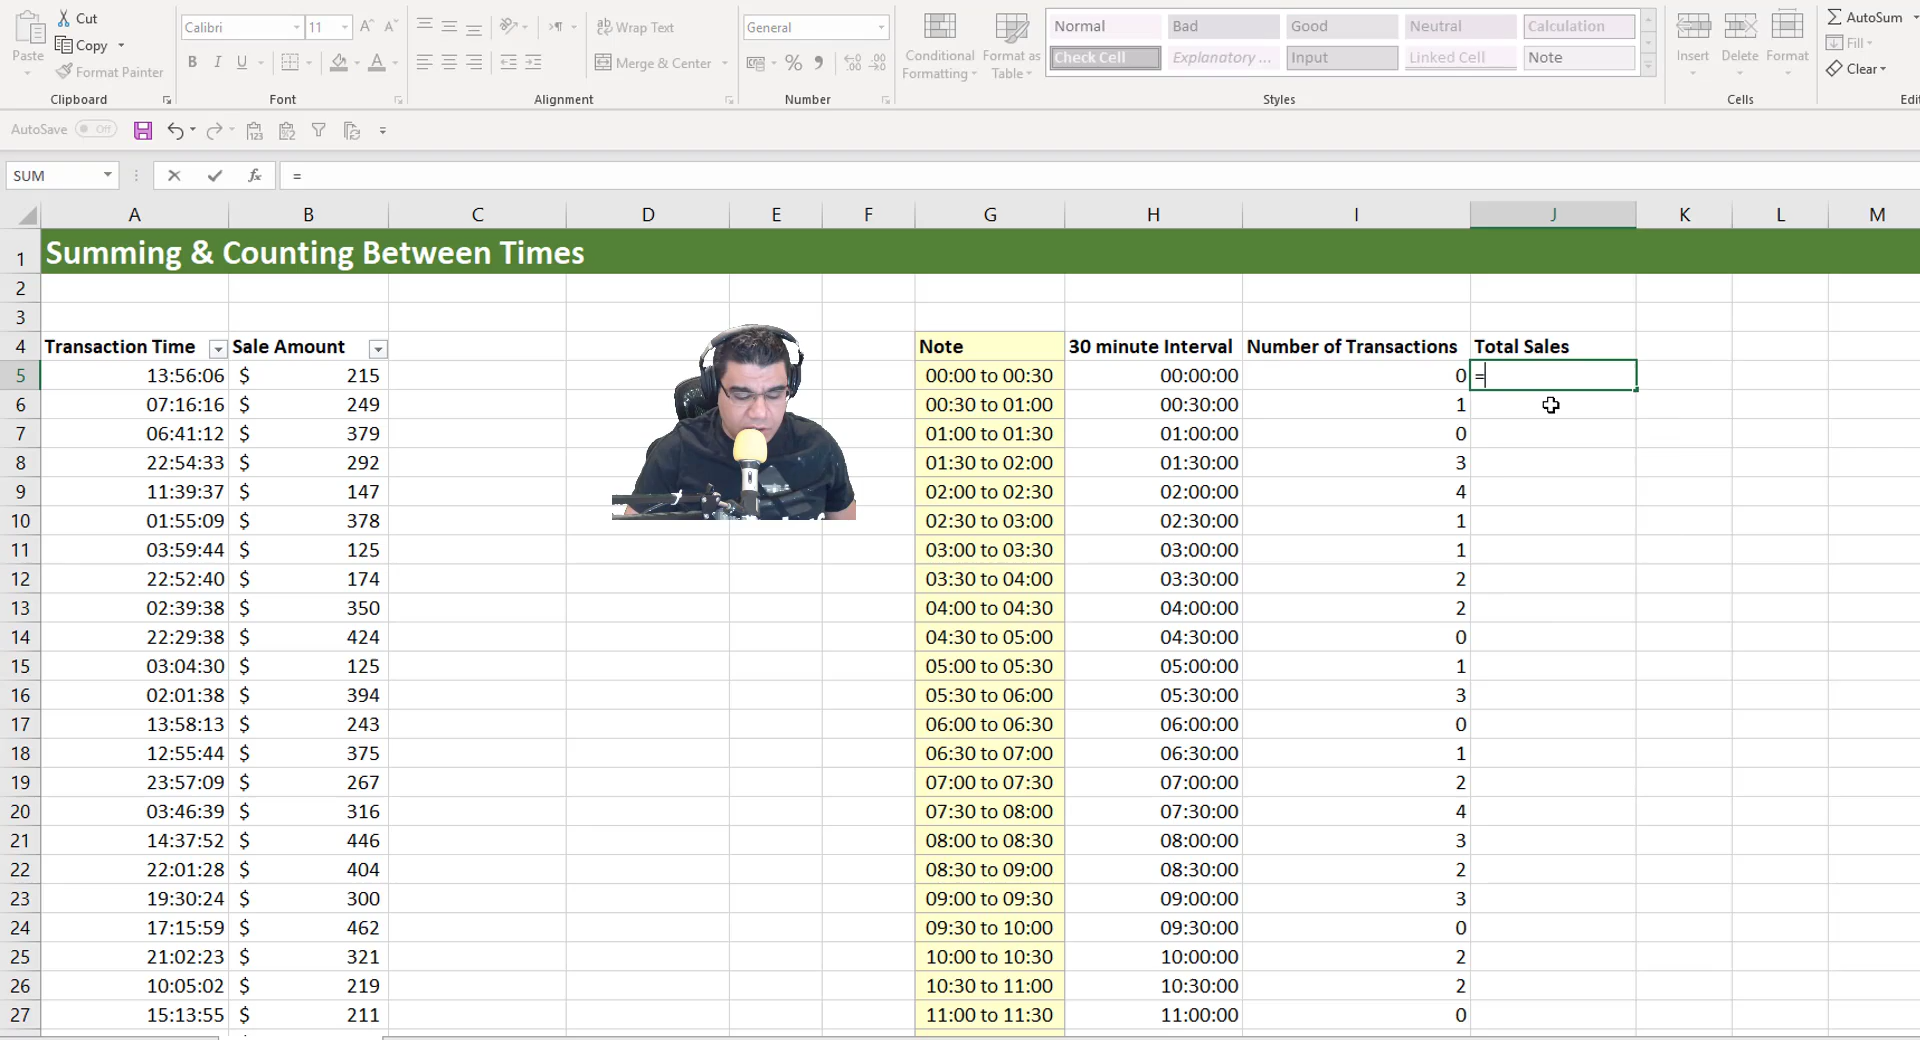 Cut
Copy
Paste
Format Painter
Clipboard
Calibri 11
B I U
Font
Wrap Text
Merge & Center
Alignment
General
Number
Conditional Formatting
Format as Table
Normal Bad Good Neutral Calculation
Check Cell Explanatory ... Input Linked Cell Note
Styles
Insert Delete Format
Cells
AutoSum
Fill
Clear
Edit
AutoSave Off
SUM fx =
A B C D E F G H I J K L M
1 Summing & Counting Between Times
2
3
4 Transaction Time Sale Amount Note 30 minute Interval Number of Transactions Total Sales
5 13:56:06 $ 215 00:00 to 00:30 00:00:00 0 =
6 07:16:16 $ 249 00:30 to 01:00 00:30:00 1
7 06:41:12 $ 379 01:00 to 01:30 01:00:00 0
8 22:54:33 $ 292 01:30 to 02:00 01:30:00 3
9 11:39:37 $ 147 02:00 to 02:30 02:00:00 4
10 01:55:09 $ 378 02:30 to 03:00 02:30:00 1
11 03:59:44 $ 125 03:00 to 03:30 03:00:00 1
12 22:52:40 $ 174 03:30 to 04:00 03:30:00 2
13 02:39:38 $ 350 04:00 to 04:30 04:00:00 2
14 22:29:38 $ 424 04:30 to 05:00 04:30:00 0
15 03:04:30 $ 125 05:00 to 05:30 05:00:00 1
16 02:01:38 $ 394 05:30 to 06:00 05:30:00 3
17 13:58:13 $ 243 06:00 to 06:30 06:00:00 0
18 12:55:44 $ 375 06:30 to 07:00 06:30:00 1
19 23:57:09 $ 267 07:00 to 07:30 07:00:00 2
20 03:46:39 $ 316 07:30 to 08:00 07:30:00 4
21 14:37:52 $ 446 08:00 to 08:30 08:00:00 3
22 22:01:28 $ 404 08:30 to 09:00 08:30:00 2
23 19:30:24 $ 300 09:00 to 09:30 09:00:00 3
24 17:15:59 $ 462 09:30 to 10:00 09:30:00 0
25 21:02:23 $ 321 10:00 to 10:30 10:00:00 2
26 10:05:02 $ 219 10:30 to 11:00 10:30:00 2
27 15:13:55 $ 211 11:00 to 11:30 11:00:00 0